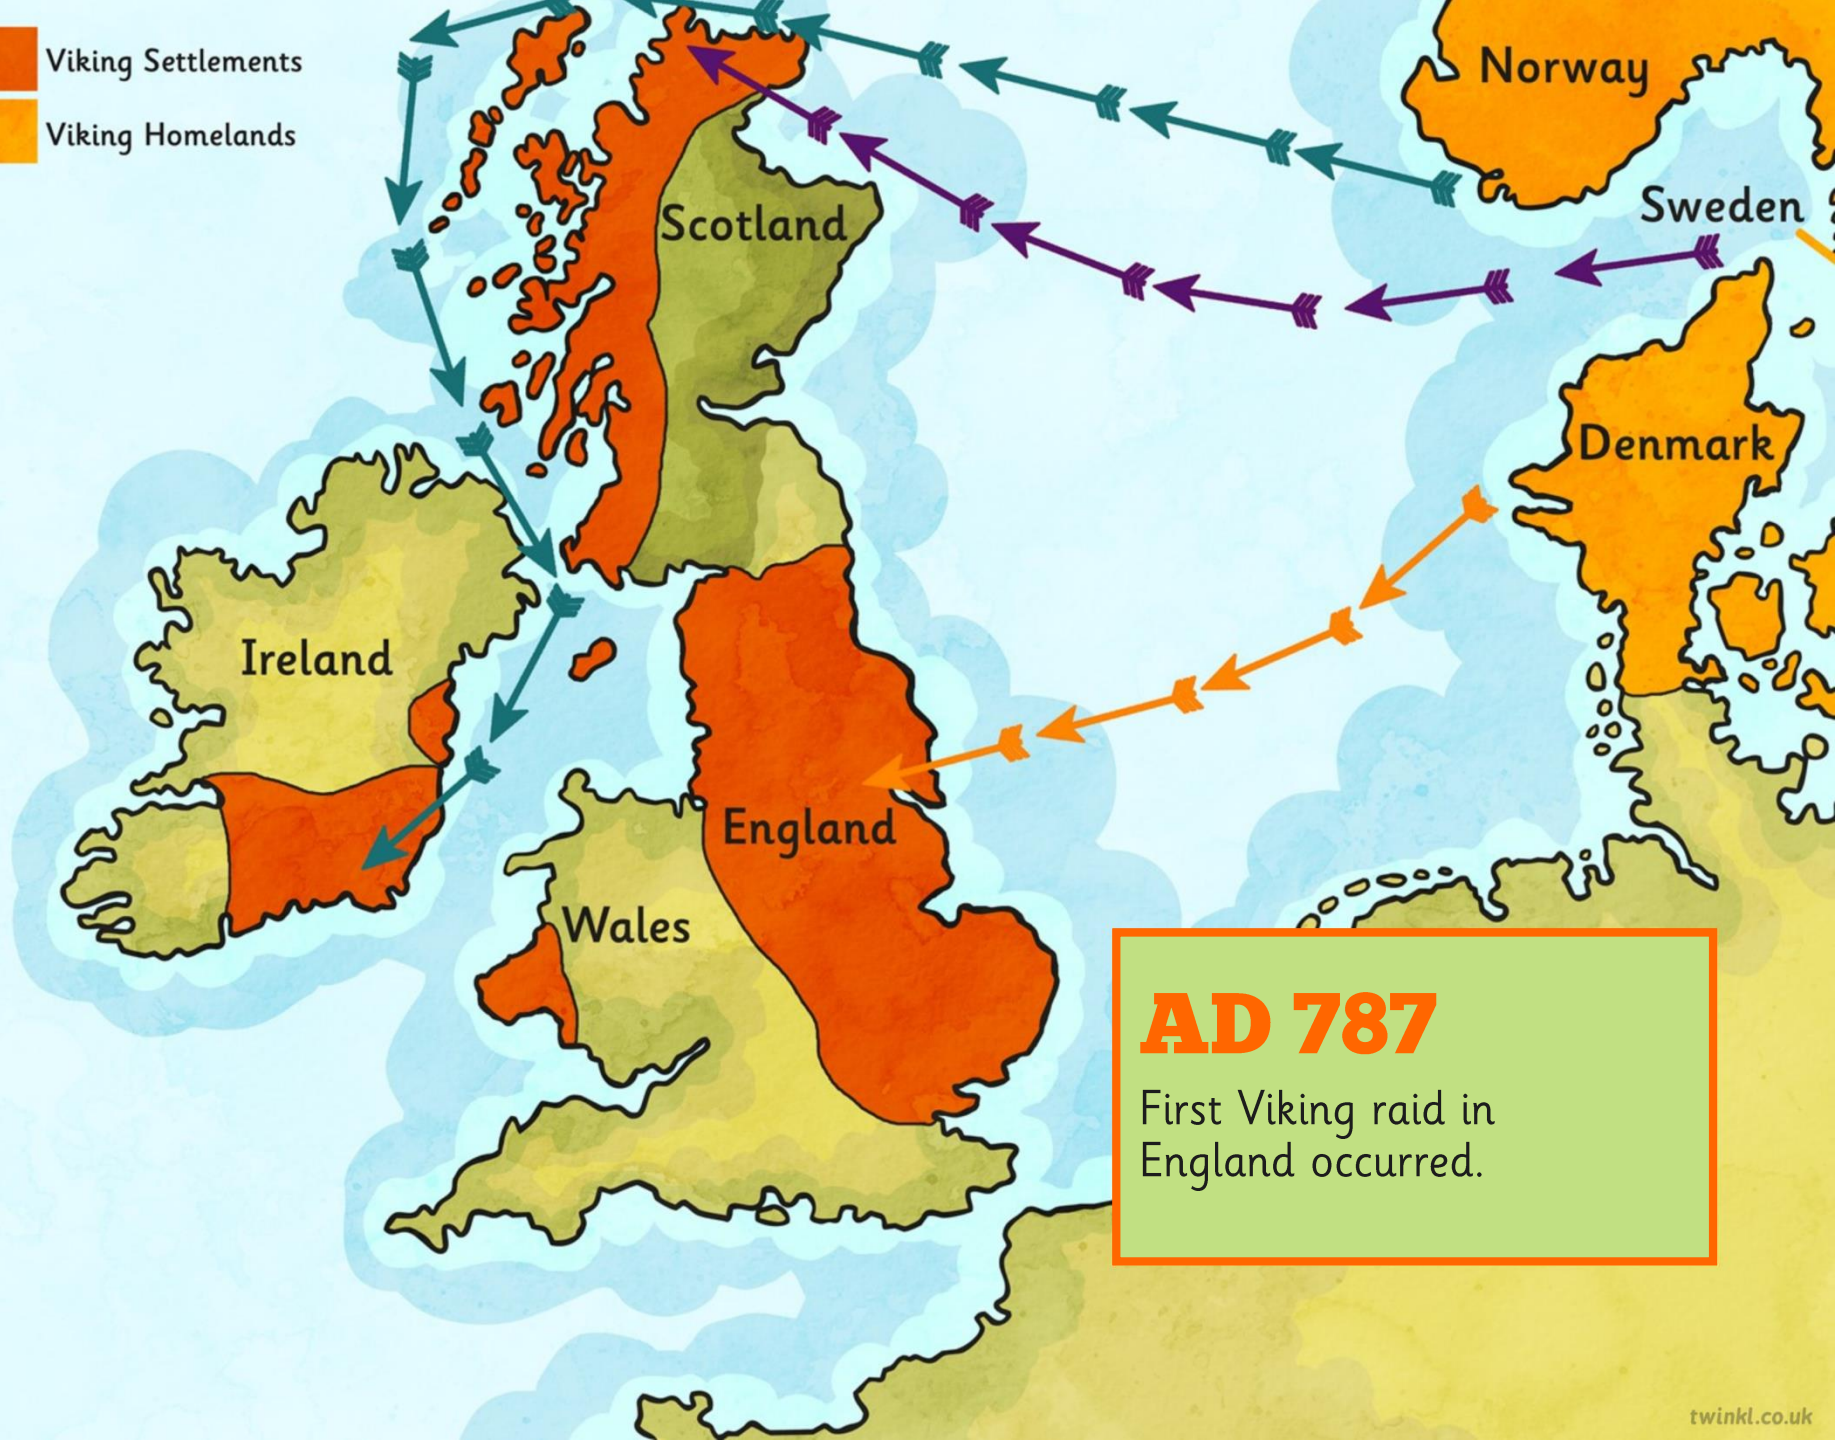 Viking Settlements
Viking Homelands
Norway
Sweden
Scotland
Denmark
Ireland
England
Wales
AD 787
First Viking raid in
England occurred.
twinkl.co.uk